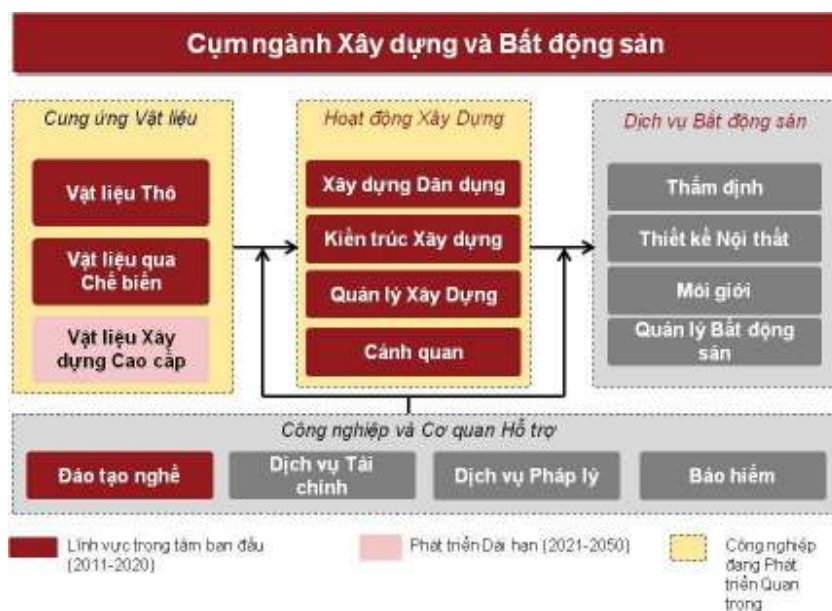 Cụm ngành Xây dựng và Bất động sản
Cung ứng Vật liệu
Vật liệu Thô
Vật liệu qua
Chế biến
Vật liệu Xây
dựng Cao cấp
Hoạt động Xây Dựng
Xây dựng Dân dụng
Kiến trúc Xây dựng
Quản lý Xây Dựng
Cảnh quan
Dịch vụ Bất động sản
Thẩm định
Thiết kế Nội thất
Môi giới
Quản lý Bất động
sản
Công nghiệp và Cơ quan Hỗ trợ
Đào tạo nghề
Dịch vụ Tài
chính
Dịch vụ Pháp lý
Bảo hiểm
Lĩnh vực trọng tâm ban đầu
(2011-2020)
Phát triển Dài hạn (2021-2050)
Công nghiệp
đang Phát
triển Quan
trọng